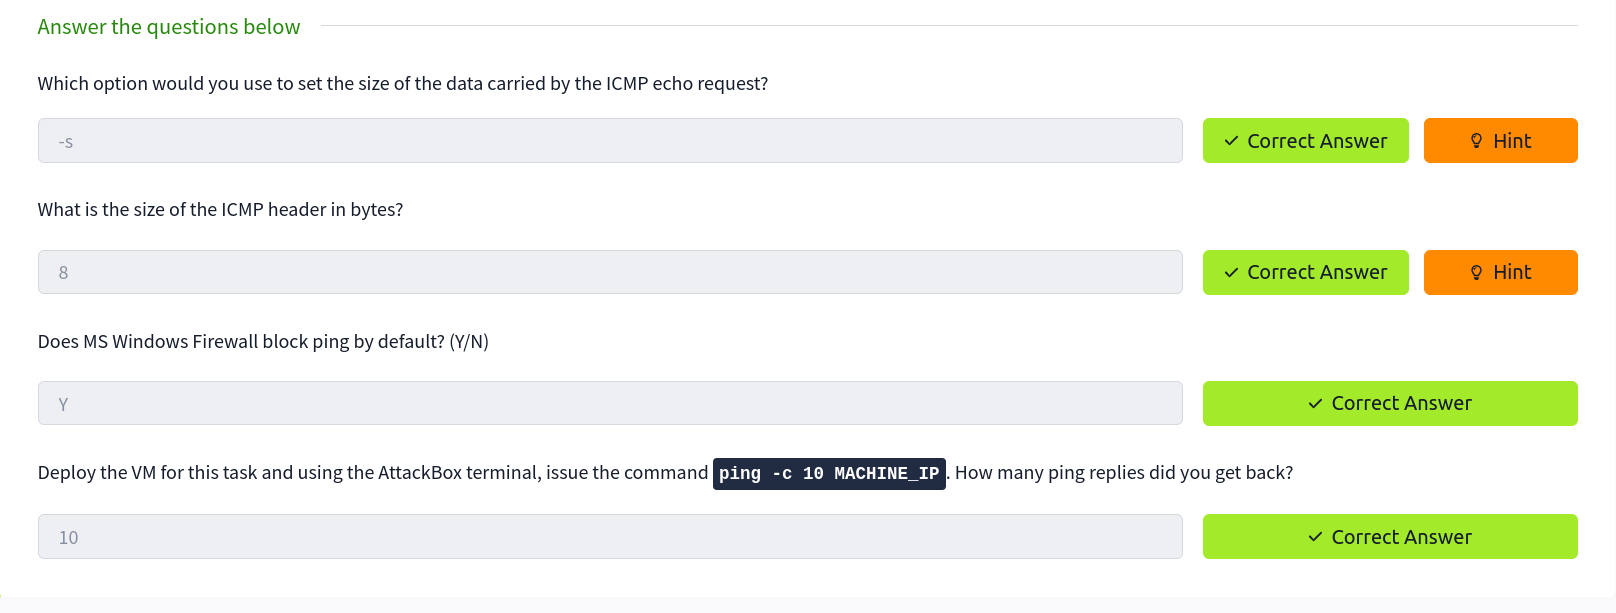 Answer the questions below
Which option would you use to set the size of the data carried by the ICMP echo request?
-s
Correct Answer
Hint
What is the size of the ICMP header in bytes?
8
Correct Answer
Hint
Does MS Windows Firewall block ping by default? (Y/N)
Y
Correct Answer
Deploy the VM for this task and using the AttackBox terminal, issue the command ping -c 10 MACHINE_IP. How many ping replies did you get back?
10
Correct Answer